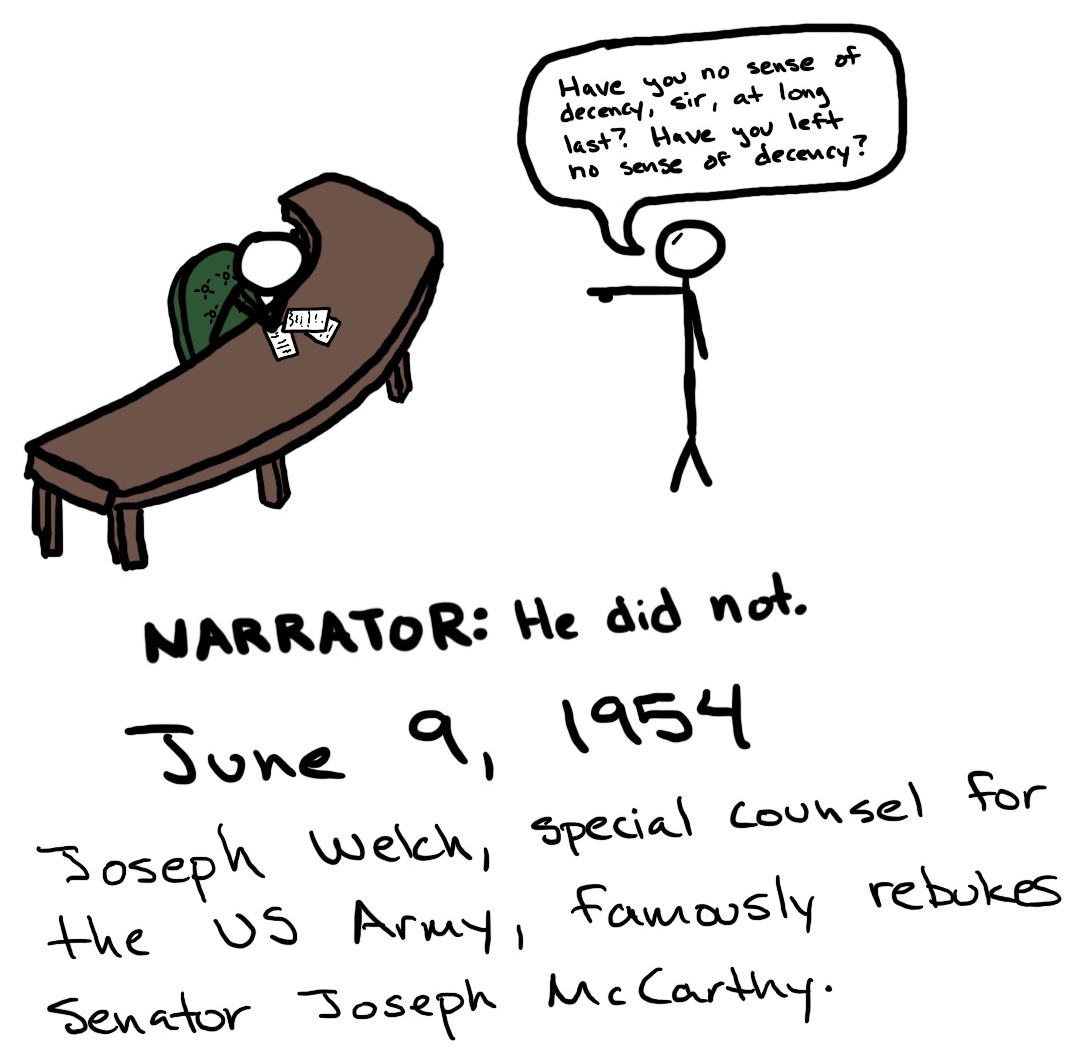 Have you no sense of
decency, sir, at long
last? Have you left
no sense of decency?
NARRATOR: He did not.
June 9, 1954
Joseph Welch, special counsel for
the US Army, famously rebukes
Senator Joseph McCarthy.